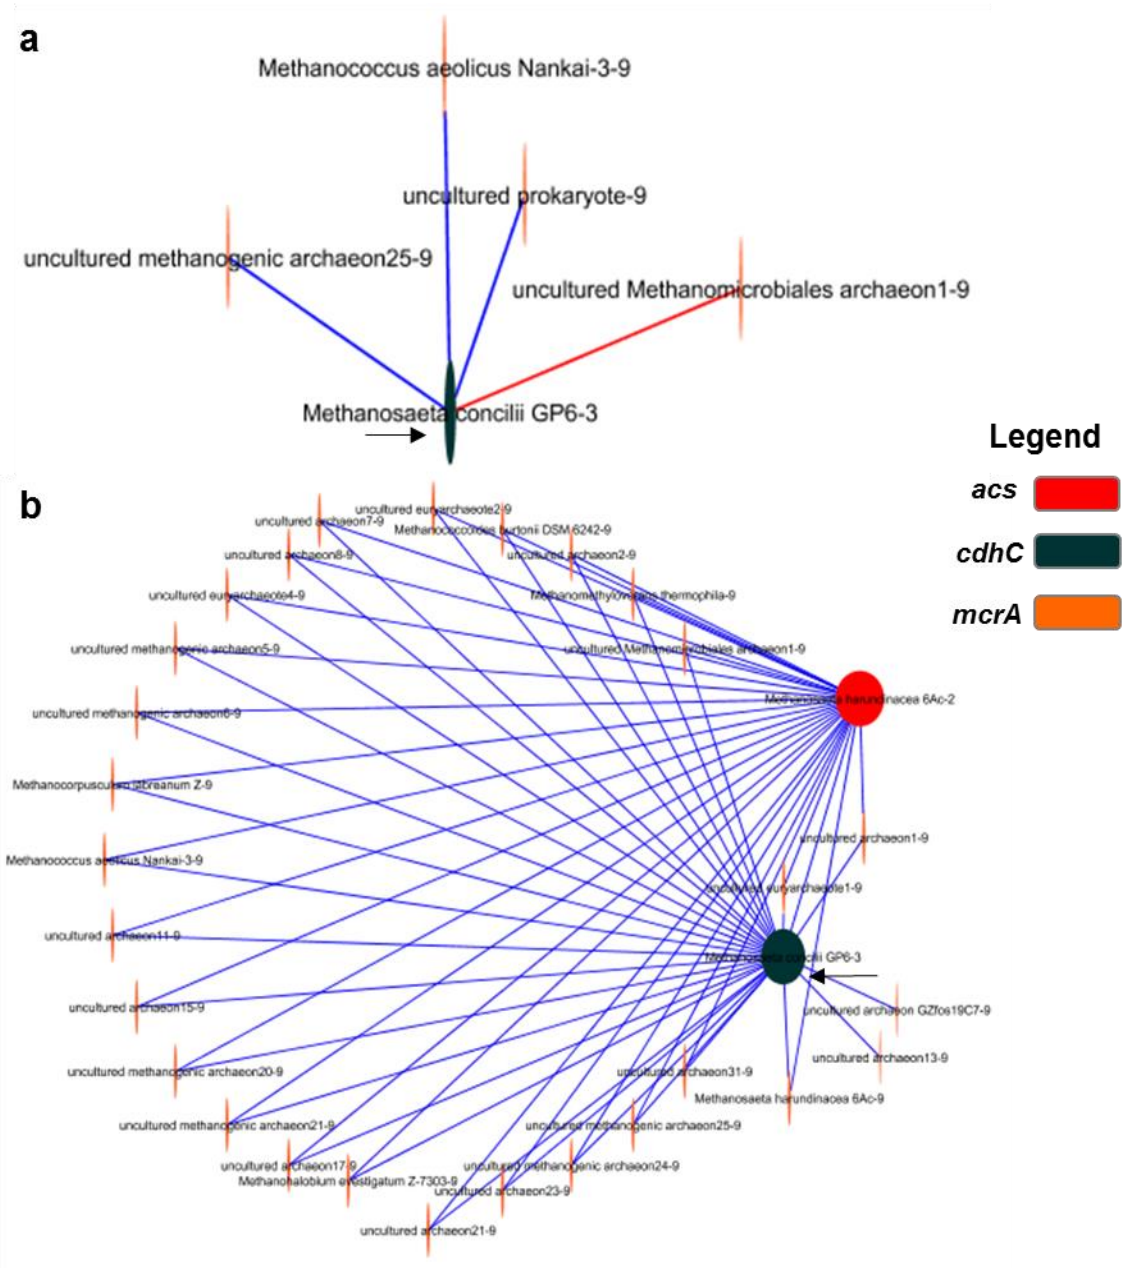 a
Methanococcus aeolicus Nankai-3-9
uncultured prokaryote-9
uncultured methanogenic archaeon25-9
uncultured Methanomicrobiales archaeon1-9
Methanosaeta concilii GP6-3
Legend
acs
cdhC
mcrA
b
uncultured euryarchaeote2-9
uncultured archaeon7-9
Methanococcoides burtonii DSM 6242-9
uncultured archaeon8-9
uncultured archaeon2-9
uncultured euryarchaeote4-9
Methanomethylovorans thermophila-9
uncultured methanogenic archaeon5-9
uncultured Methanomicrobiales archaeon1-9
Methanosaeta harundinacea 6Ac-2
uncultured methanogenic archaeon6-9
Methanocorpusculum labreanum Z-9
uncultured archaeon1-9
Methanococcus aeolicus Nankai-3-9
uncultured euryarchaeote1-9
uncultured archaeon11-9
Methanosaeta concilii GP6-3
uncultured archaeon15-9
uncultured archaeon GZfos19C7-9
uncultured archaeon13-9
uncultured methanogenic archaeon20-9
uncultured archaeon31-9
Methanosaeta harundinacea 6Ac-9
uncultured methanogenic archaeon21-9
uncultured methanogenic archaeon25-9
uncultured archaeon17-9
uncultured methanogenic archaeon24-9
Methanohalobium evestigatum Z-7303-9
uncultured archaeon23-9
uncultured archaeon21-9